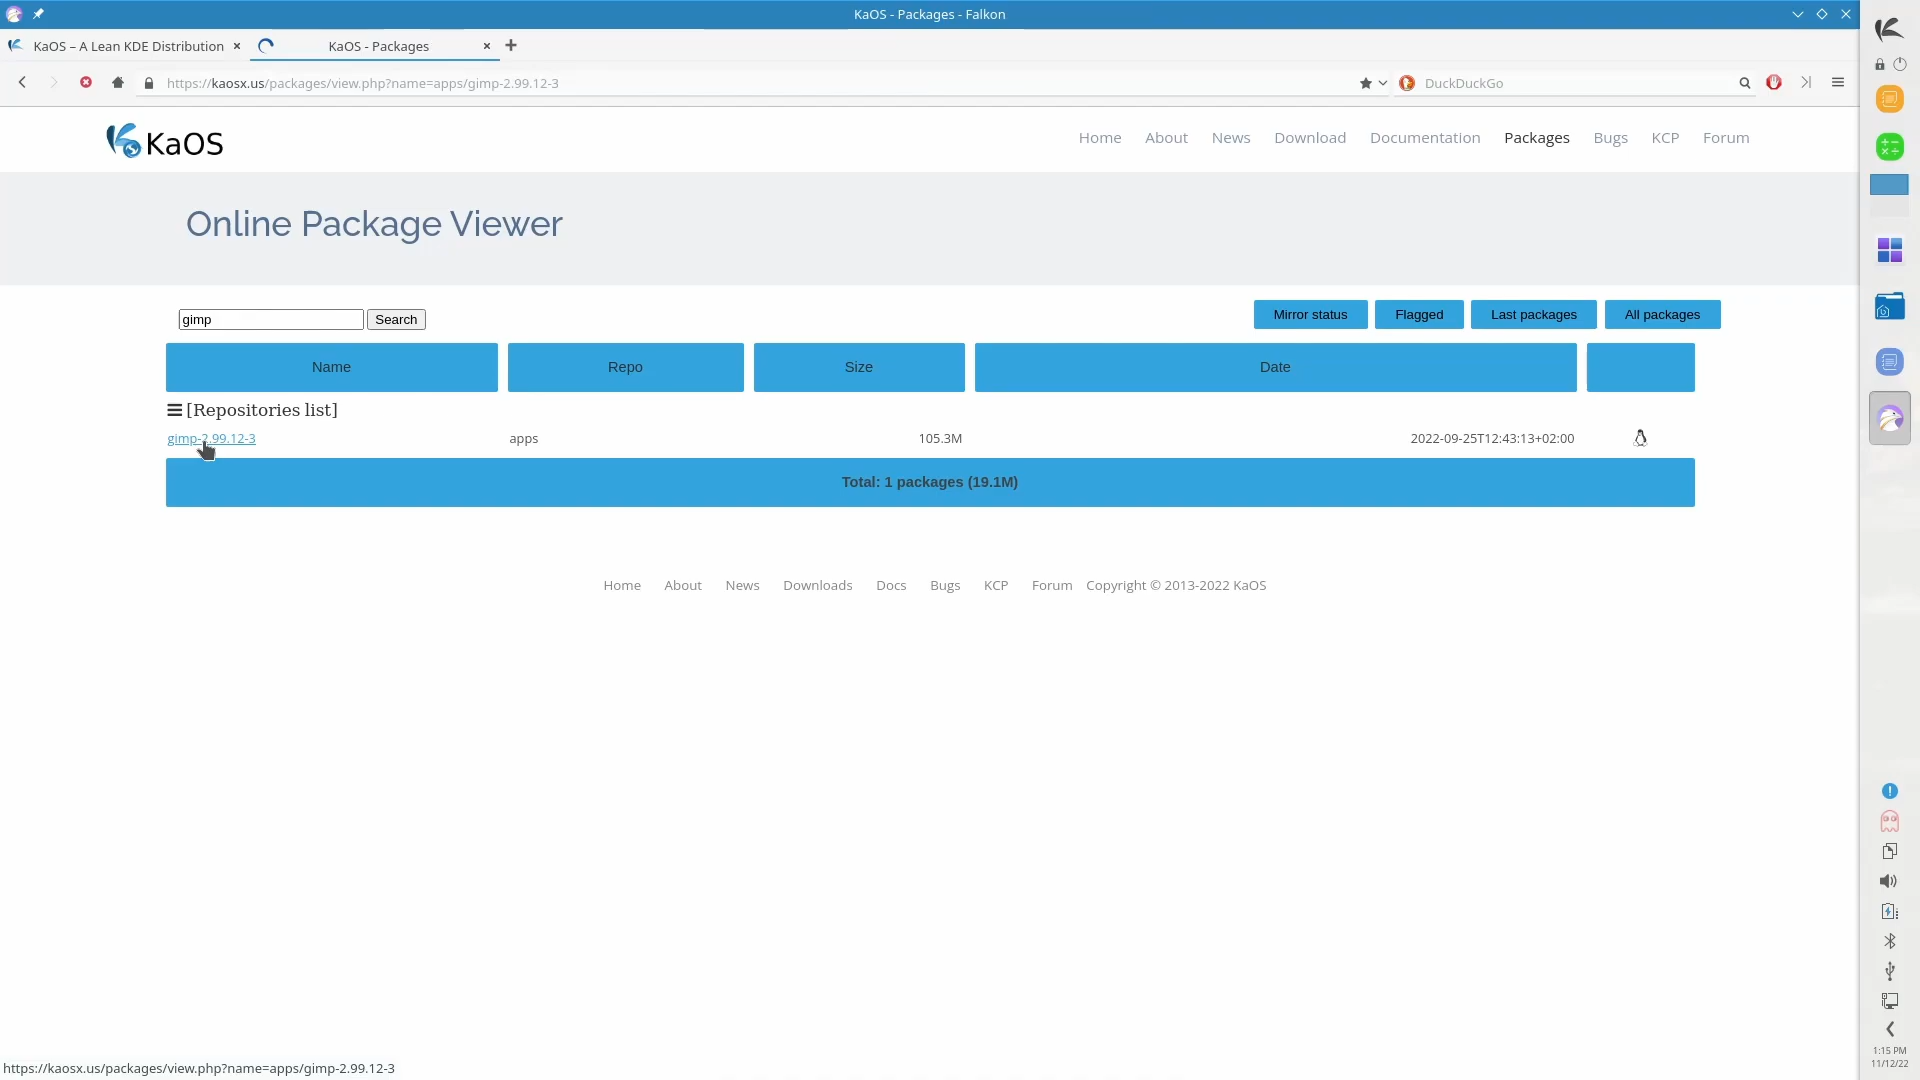 KaOS - Packages - Falkon
KaOS – A Lean KDE Distribution
KaOS - Packages
https://kaosx.us/packages/view.php?name=apps/gimp-2.99.12-3
DuckDuckGo
KaOS
Home About News Download Documentation Packages Bugs KCP Forum
Online Package Viewer
gimp Search
Mirror status Flagged Last packages All packages
Name Repo Size Date
[Repositories list]
gimp-2.99.12-3 apps 105.3M 2022-09-25T12:43:13+02:00
Total: 1 packages (19.1M)
Home About News Downloads Docs Bugs KCP Forum Copyright © 2013-2022 KaOS
https://kaosx.us/packages/view.php?name=apps/gimp-2.99.12-3
1:15 PM
11/12/22